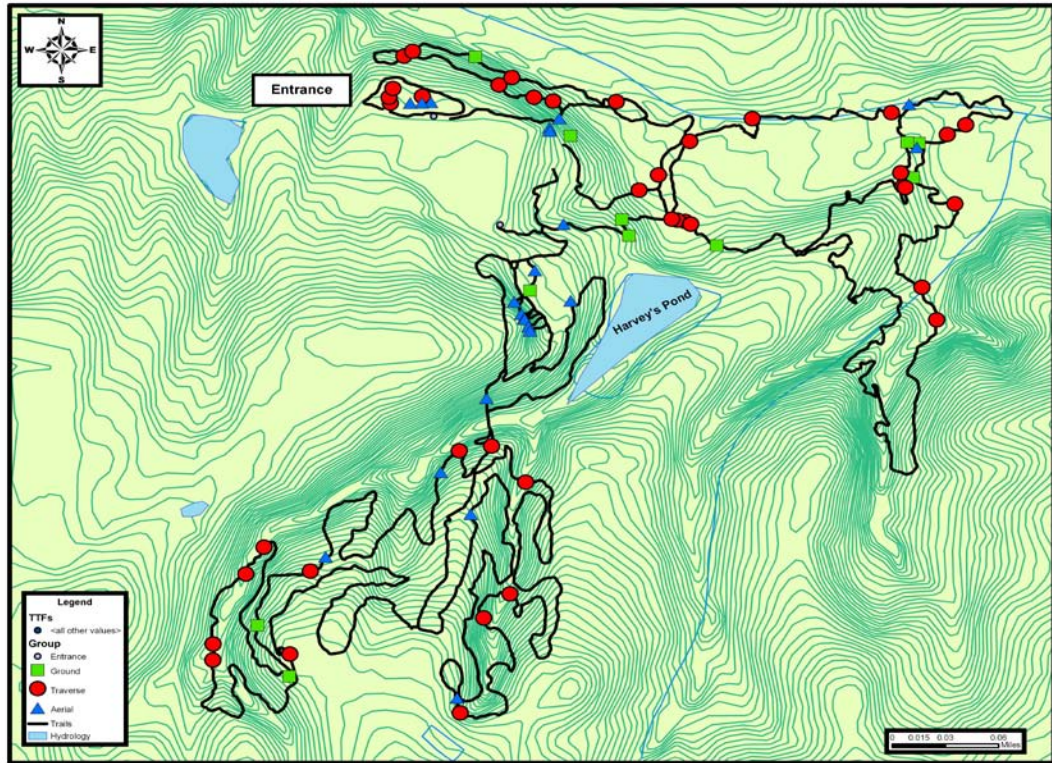 N
W E
S
Entrance
Harvey's Pond
Legend
TTFs
<all other values>
Group
Entrance
Ground
Traverse
Aerial
Trails
Hydrology
0 0.015 0.03 0.06
Miles